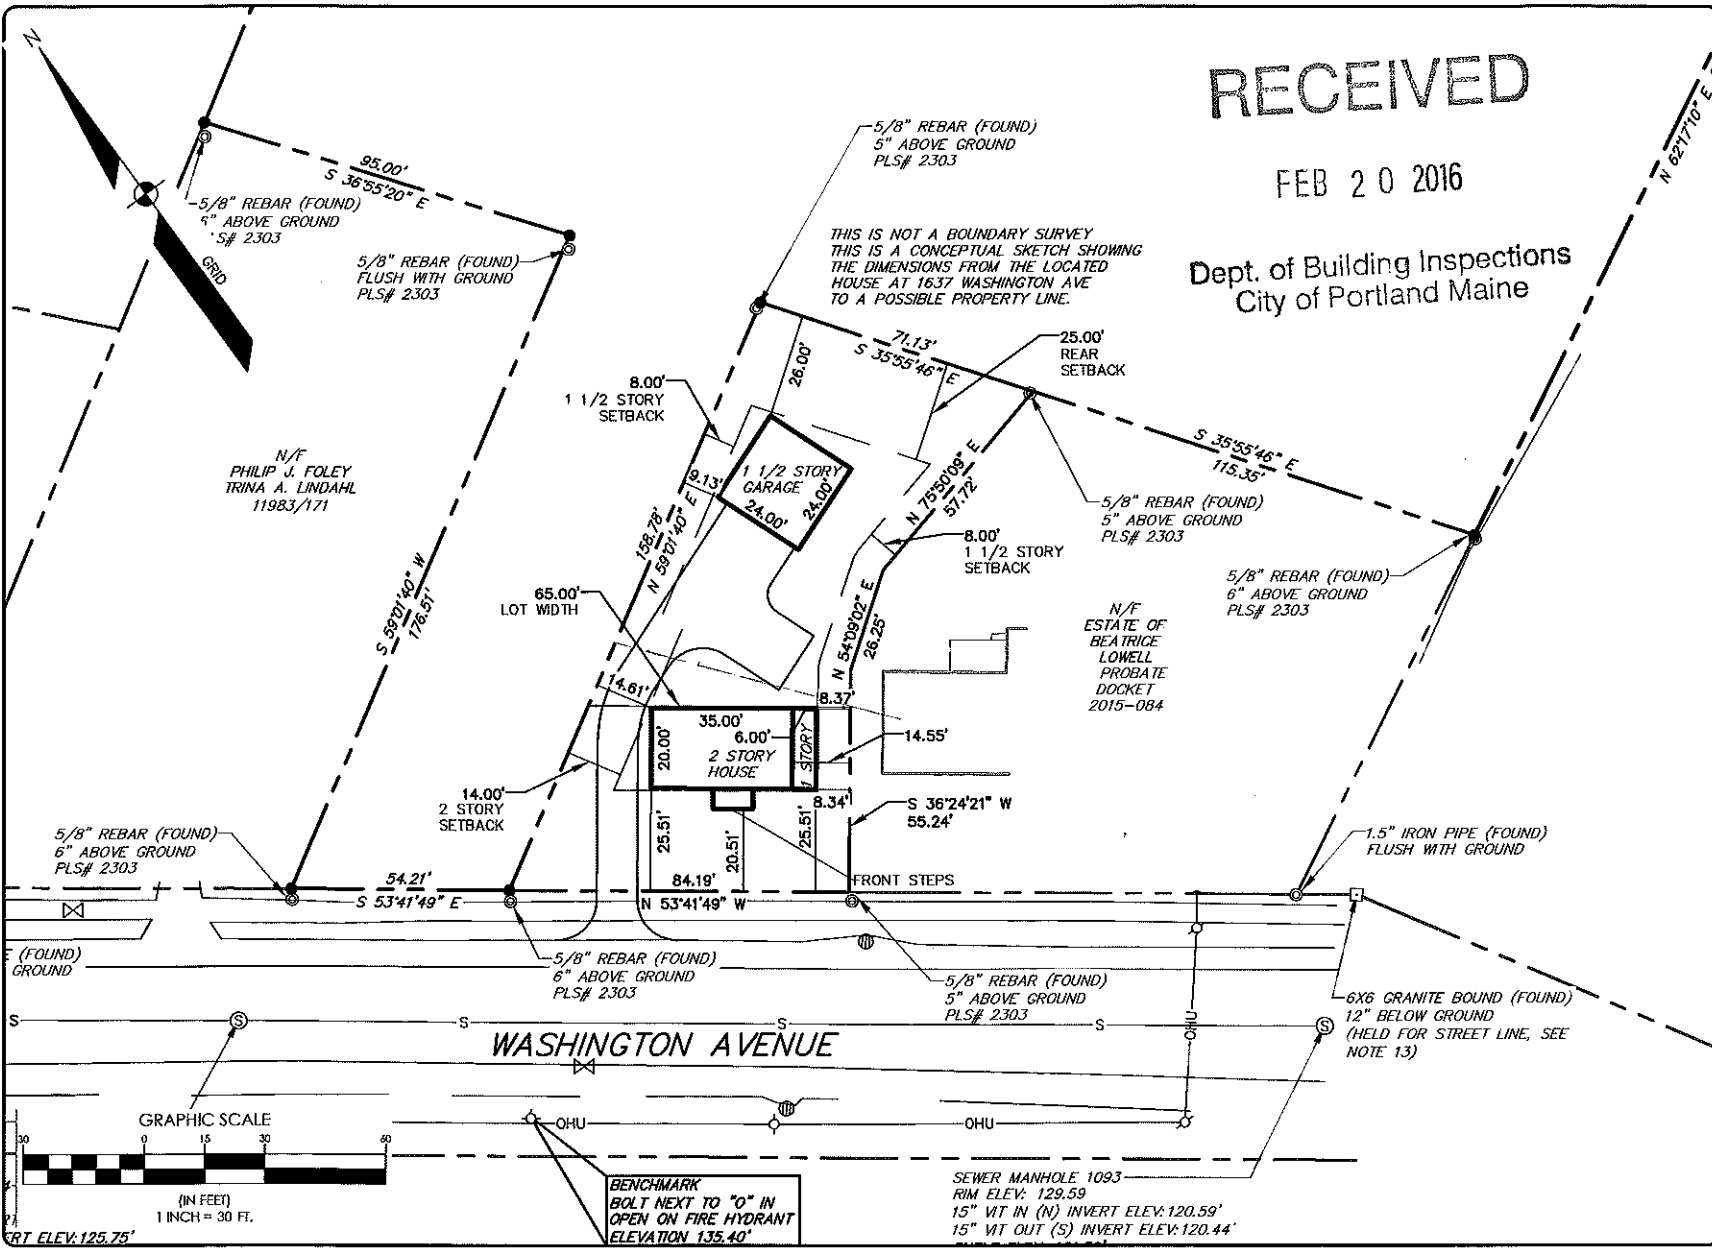 N
GRID
95.00'
S 36°55'20" E
5/8" REBAR (FOUND)
6" ABOVE GROUND
S# 2303
5/8" REBAR (FOUND)
FLUSH WITH GROUND
PLS# 2303
5/8" REBAR (FOUND)
5" ABOVE GROUND
PLS# 2303
RECEIVED
FEB 20 2016
Dept. of Building Inspections
City of Portland Maine
N 62°17'10" E
THIS IS NOT A BOUNDARY SURVEY
THIS IS A CONCEPTUAL SKETCH SHOWING
THE DIMENSIONS FROM THE LOCATED
HOUSE AT 1637 WASHINGTON AVE
TO A POSSIBLE PROPERTY LINE.
71.13'
S 35°55'46" E
26.00'
25.00'
REAR
SETBACK
8.00'
1 1/2 STORY
SETBACK
N/F
PHILIP J. FOLEY
TRINA A. LINDAHL
11983/171
9.13'
1 1/2 STORY
GARAGE
24.00'
24.00'
S 35°55'46" E
115.35'
N 75°50'09" E
57.72'
5/8" REBAR (FOUND)
5" ABOVE GROUND
PLS# 2303
158.78'
N 59°01'40" E
S 59°01'40" W
176.51'
8.00'
1 1/2 STORY
SETBACK
5/8" REBAR (FOUND)
6" ABOVE GROUND
PLS# 2303
65.00'
LOT WIDTH
N 54°09'02" E
26.25'
N/F
ESTATE OF
BEATRICE
LOWELL
PROBATE
DOCKET
2015-084
14.61'
8.37'
35.00'
20.00'
6.00'
2 STORY
HOUSE
1 STORY
14.55'
14.00'
2 STORY
SETBACK
8.34'
S 36°24'21" W
55.24'
25.51'
20.51'
25.51'
5/8" REBAR (FOUND)
6" ABOVE GROUND
PLS# 2303
1.5" IRON PIPE (FOUND)
FLUSH WITH GROUND
54.21'
S 53°41'49" E
84.19'
N 53°41'49" W
FRONT STEPS
(FOUND)
GROUND
5/8" REBAR (FOUND)
6" ABOVE GROUND
PLS# 2303
5/8" REBAR (FOUND)
5" ABOVE GROUND
PLS# 2303
6X6 GRANITE BOUND (FOUND)
12" BELOW GROUND
(HELD FOR STREET LINE, SEE
NOTE 13)
S S S S S S
WASHINGTON AVENUE
OHU
OHU
OHU
GRAPHIC SCALE
30 0 15 30 60
(IN FEET)
1 INCH = 30 FT.
RT ELEV: 125.75'
BENCHMARK
BOLT NEXT TO "O" IN
OPEN ON FIRE HYDRANT
ELEVATION 135.40'
SEWER MANHOLE 1093
RIM ELEV: 129.59
15" VIT IN (N) INVERT ELEV: 120.59'
15" VIT OUT (S) INVERT ELEV: 120.44'